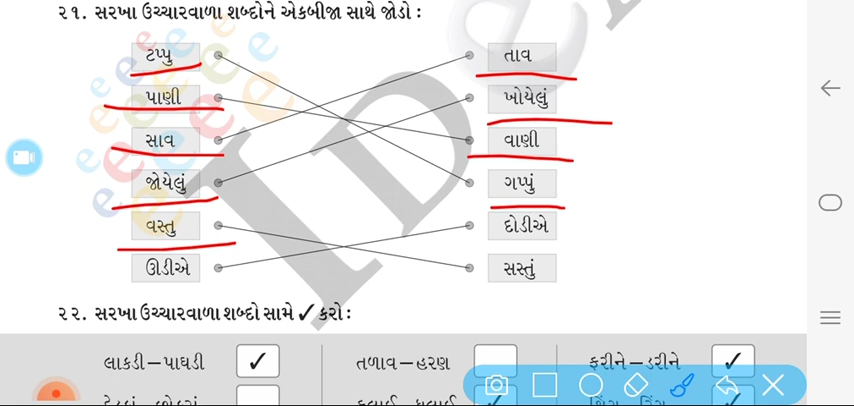 ૨૧. સરખા ઉચ્ચારવાળા શબ્દોને એકબીજા સાથે જોડો :
ટપ્પુ તાવ
પાણી ખોયેલું
સાવ વાણી
જોયેલું ગપ્પું
વસ્તુ દોડીએ
ઊડીએ સસ્તું
૨૨. સરખા ઉચ્ચારવાળા શબ્દો સામે ✓ કરો :
લાકડી – પાઘડી ✓ તળાવ – હરણ ફરીને – ડરીને ✓